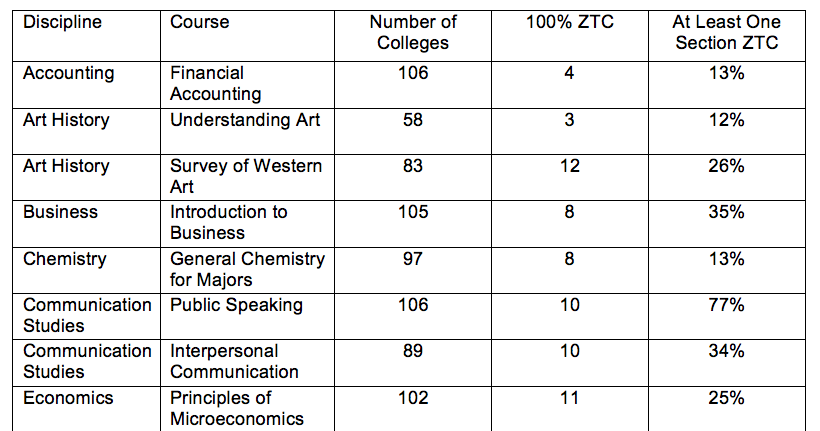 Discipline Course Number of Colleges 100% ZTC At Least One Section ZTC
Accounting Financial Accounting 106 4 13%
Art History Understanding Art 58 3 12%
Art History Survey of Western Art 83 12 26%
Business Introduction to Business 105 8 35%
Chemistry General Chemistry for Majors 97 8 13%
Communication Studies Public Speaking 106 10 77%
Communication Studies Interpersonal Communication 89 10 34%
Economics Principles of Microeconomics 102 11 25%